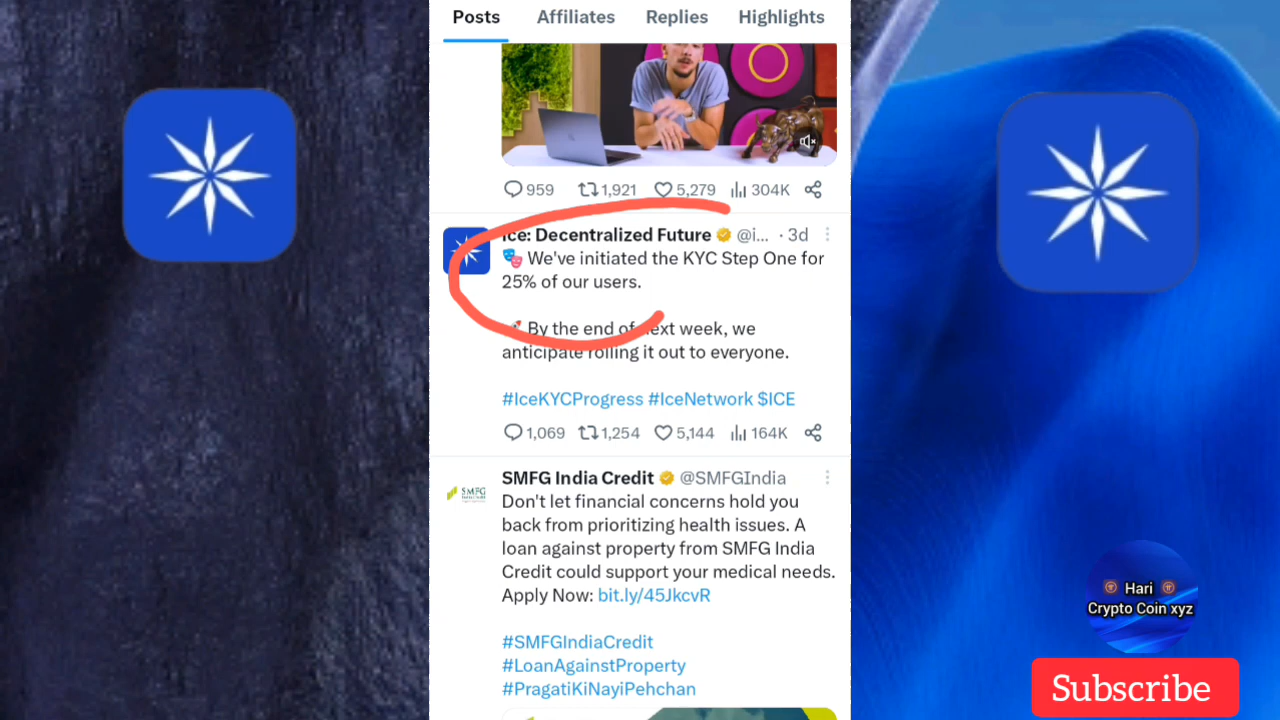 Posts Affiliates Replies Highlights
959 1,921 5,279 304K
Ice: Decentralized Future @i... · 3d
We've initiated the KYC Step One for
25% of our users.
By the end of next week, we
anticipate rolling it out to everyone.
#IceKYCProgress #IceNetwork $ICE
1,069 1,254 5,144 164K
SMFG India Credit @SMFGIndia
SMFG
Don't let financial concerns hold you
back from prioritizing health issues. A
loan against property from SMFG India
Credit could support your medical needs.
Apply Now: bit.ly/45JkcvR
#SMFGIndiaCredit
#LoanAgainstProperty
#PragatiKiNayiPehchan
Hari
Crypto Coin xyz
Subscribe